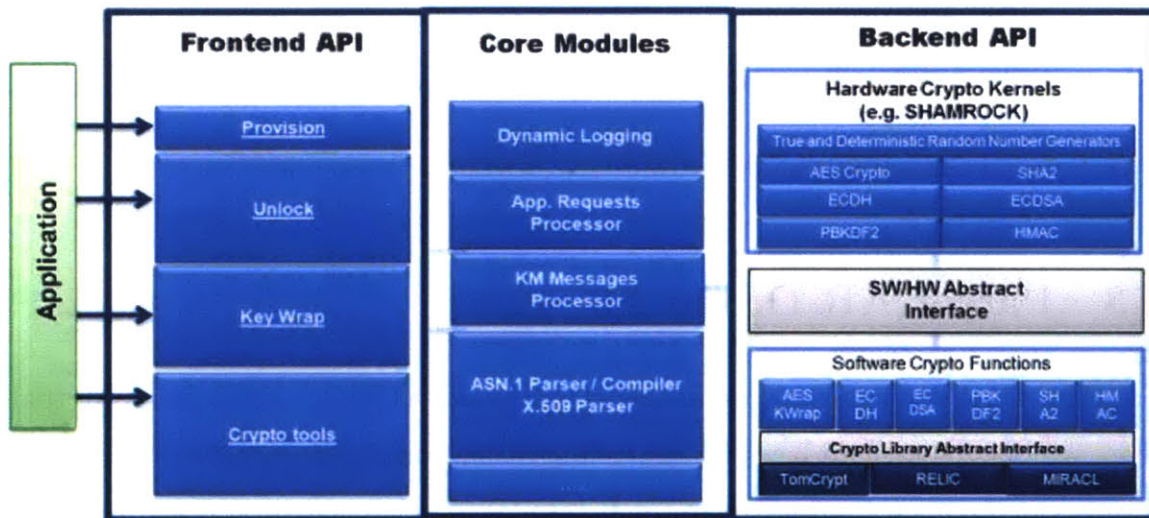 Frontend API
Core Modules
Backend API
Application
Provision
Unlock
Key Wrap
Crypto tools
Dynamic Logging
App. Requests
Processor
KM Messages
Processor
ASN.1 Parser / Compiler
X.509 Parser
Hardware Crypto Kernels
(e.g. SHAMROCK)
True and Deterministic Random Number Generators
AES Crypto
SHA2
ECDH
ECDSA
PBKDF2
HMAC
SW/HW Abstract
Interface
Software Crypto Functions
AES
KWrap
EC
DH
EC
DSA
PBK
DF2
SH
A2
HM
AC
Crypto Library Abstract Interface
TomCrypt
RELIC
MIRACL